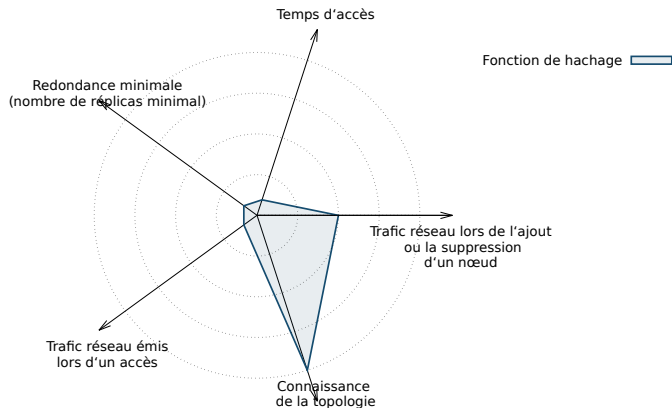 Temps d‘accès
Fonction de hachage
Redondance minimale
(nombre de réplicas minimal)
Trafic réseau lors de l‘ajout
ou la suppression
d‘un nœud
Trafic réseau émis
lors d‘un accès
Connaissance
de la topologie